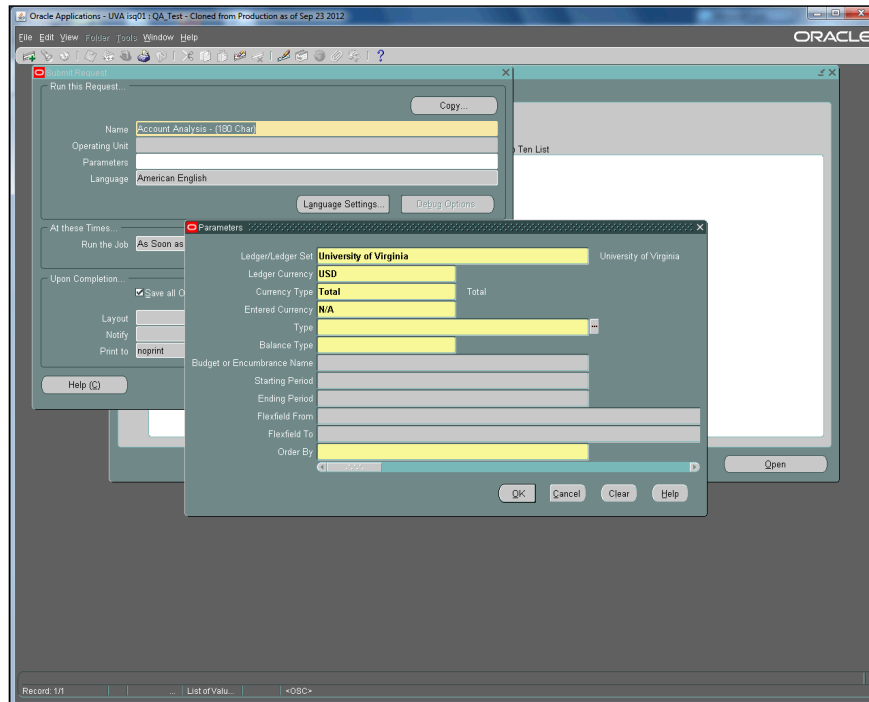 Oracle Applications - UVA isq01 : QA_Test - Cloned from Production as of Sep 23 2012
File Edit View Folder Tools Window Help
ORACLE
Submit Request
Run this Request...
Copy...
Name Account Analysis - (180 Char)
Operating Unit
Parameters
Language American English
Language Settings... Debug Options
Ten List
At these Times...
Run the Job As Soon as
Upon Completion...
Save all O
Layout
Notify
Print to noprint
Help (C)
Parameters
Ledger/Ledger Set University of Virginia University of Virginia
Ledger Currency USD
Currency Type Total Total
Entered Currency N/A
Type
Balance Type
Budget or Encumbrance Name
Starting Period
Ending Period
Flexfield From
Flexfield To
Order By
OK Cancel Clear Help
Open
Record: 1/1 ... List of Valu... <OSC>